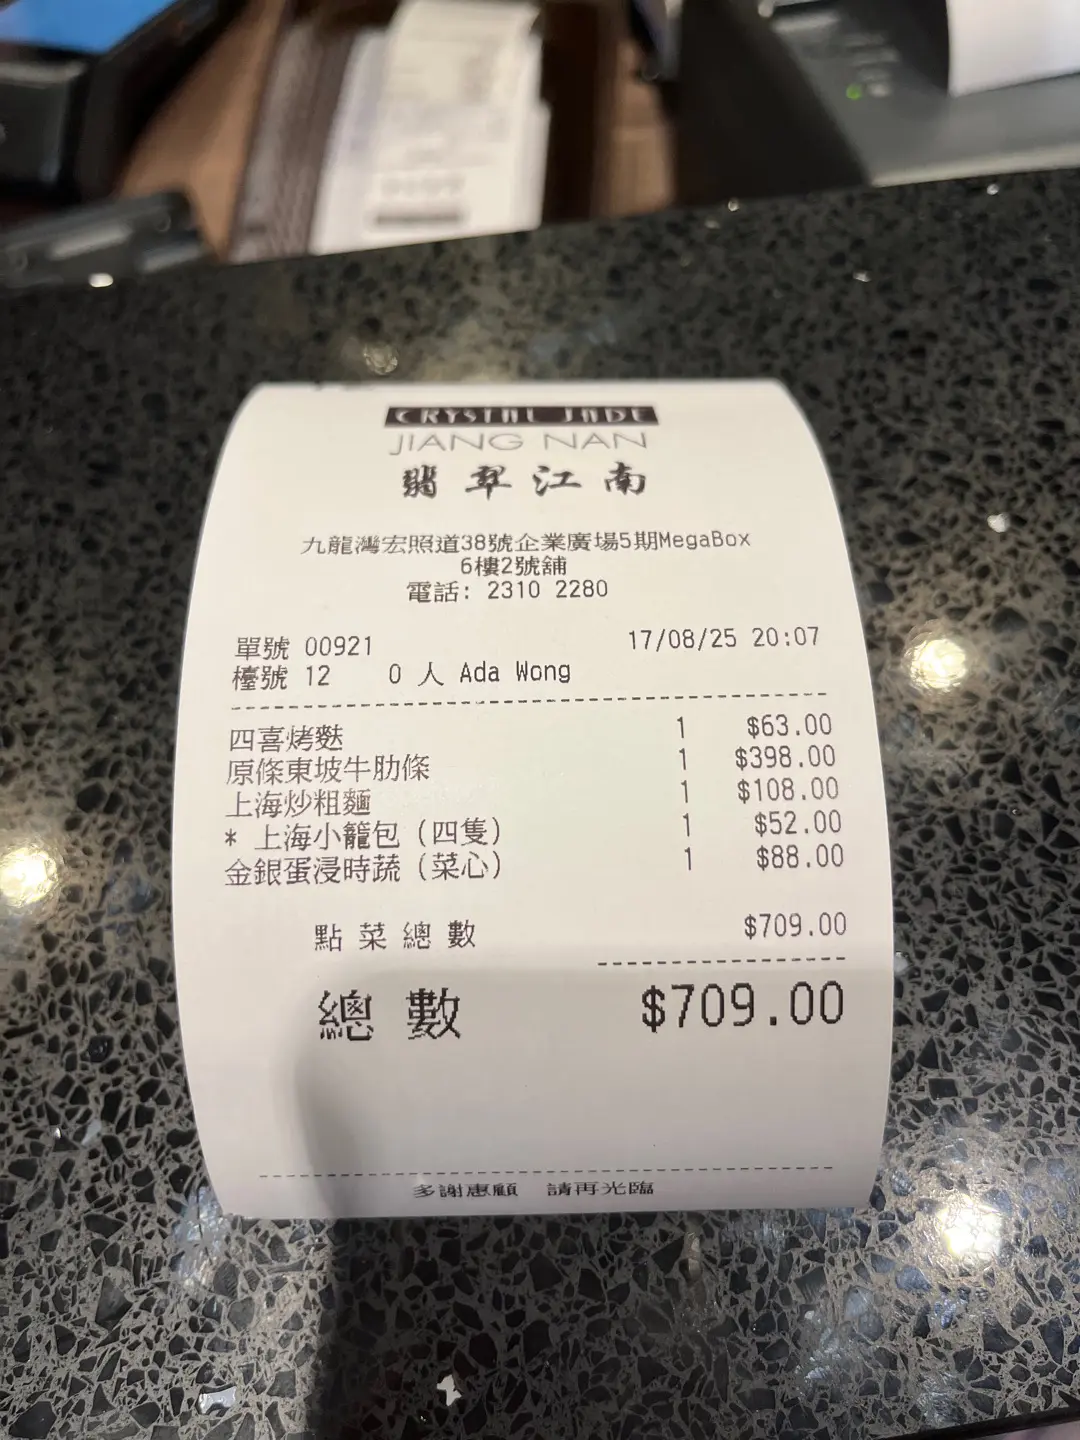 CRYSTAL JADE
JIANG NAN
翡翠江南
九龍灣宏照道38號企業廣場5期MegaBox
6樓2號舖
電話: 2310 2280
單號 00921 17/08/25 20:07
檯號 12 0 人 Ada Wong
四喜烤麩 1 $63.00
原條東坡牛肋條 1 $398.00
上海炒粗麵 1 $108.00
* 上海小籠包 (四隻) 1 $52.00
金銀蛋浸時蔬 (菜心) 1 $88.00
點菜總數 $709.00
總數 $709.00
多謝惠顧 請再光臨